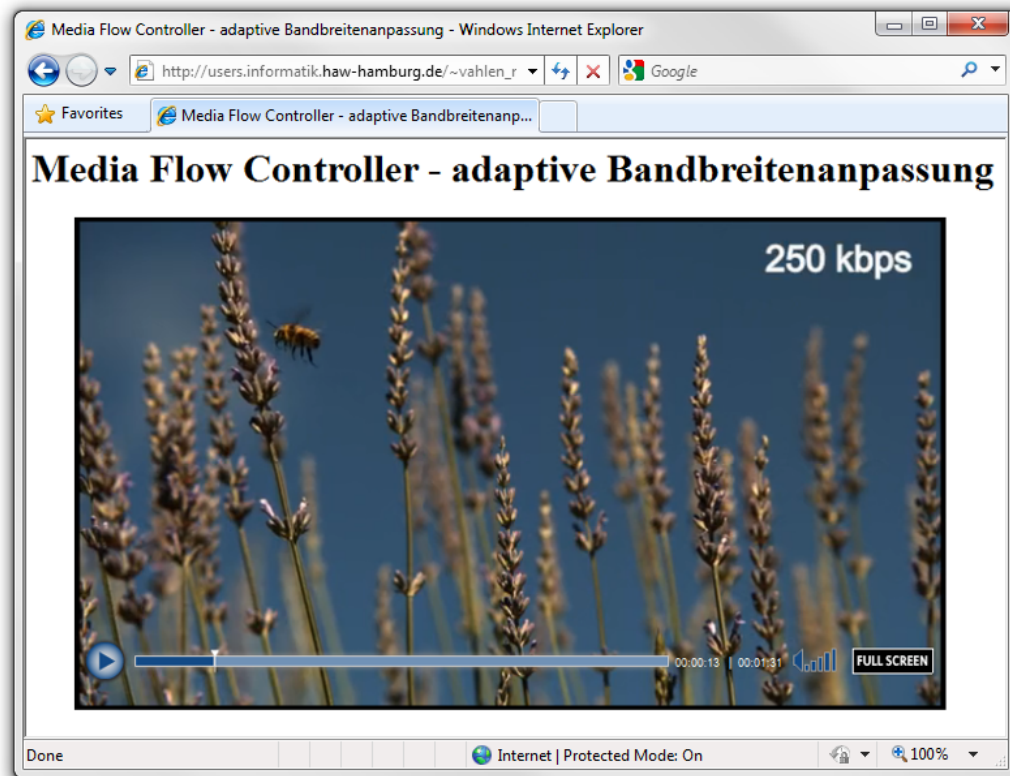 Media Flow Controller - adaptive Bandbreitenanpassung - Windows Internet Explorer
http://users.informatik.haw-hamburg.de/~vahlen_r
Google
Favorites
Media Flow Controller - adaptive Bandbreitenanp...
Media Flow Controller - adaptive Bandbreitenanpassung
250 kbps
00:00:13 | 00:01:31
FULL SCREEN
Done
Internet | Protected Mode: On
100%